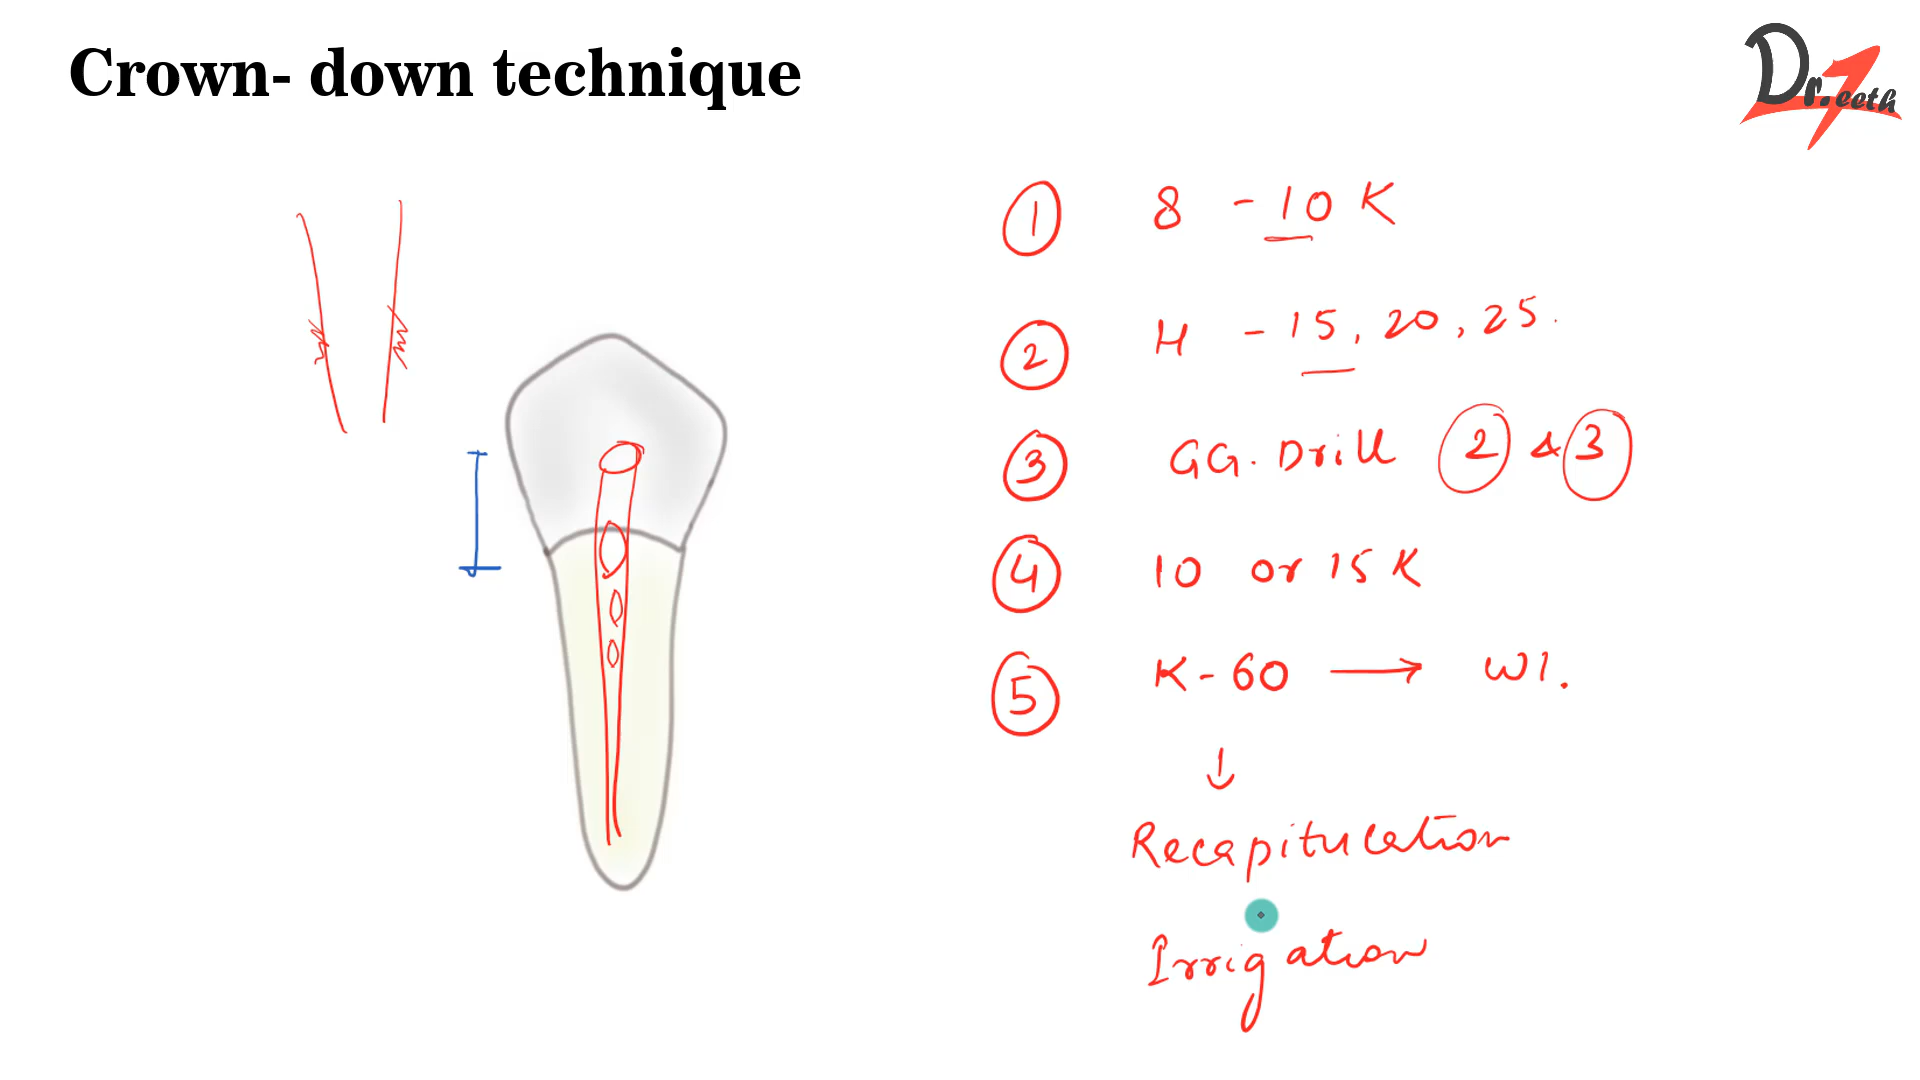 Crown- down technique
Dr. Teeth
1 8 - 10 K
2 H - 15, 20, 25.
3 GG. Drill 2 & 3
4 10 or 15 K
5 K - 60 → Wl.
↓
Recapitulation
Irrigation